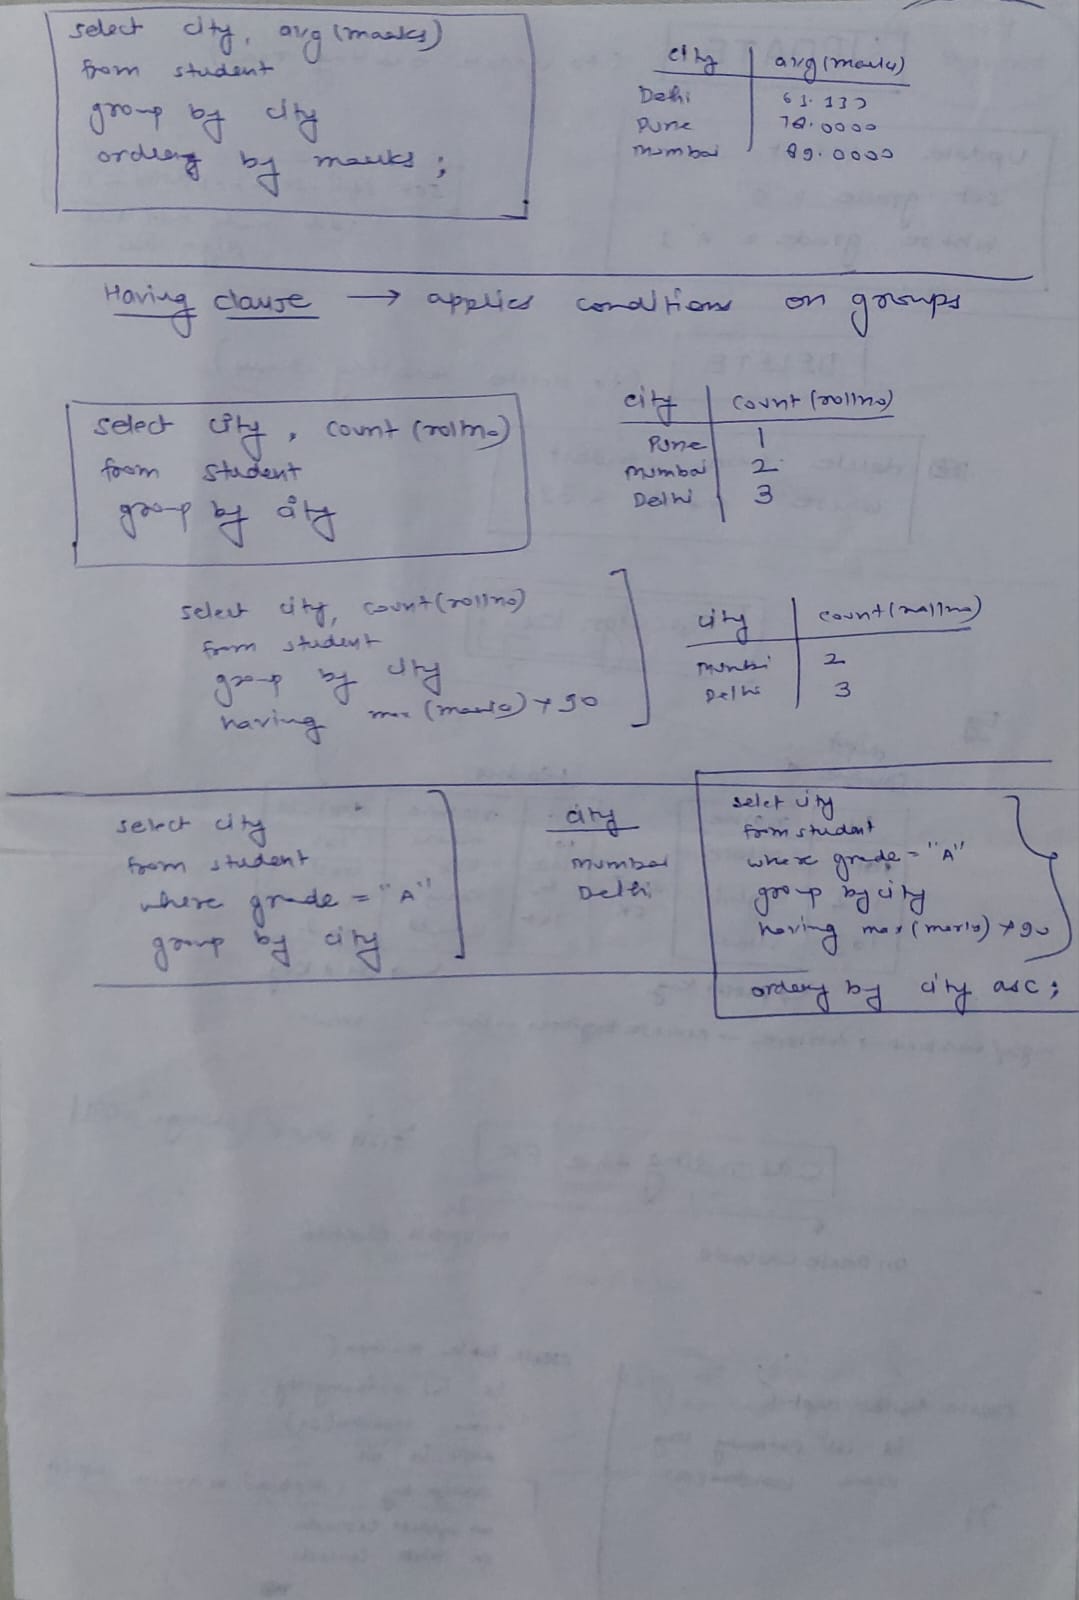 select city, avg (marks)
from student
group by city
ordery by marks ;
city avg (marks)
Delhi
Pune 78.0000
mumbai 89.0000
Having clause → applies conditions on groups
select city , count (rollno)
from student
group by city
city count (rollno)
Pune 1
mumbai 2
Delhi 3
select city, count (rollno)
from student
group by city
having max (marks) > 90
city count (rollno)
Mumbai 2
Delhi 3
select city
from student
where grade = "A"
group by city
city
mumbai
Delhi
selet city
from student
where grade = "A"
group by city
having max (marks) > 90
ordery by city asc ;